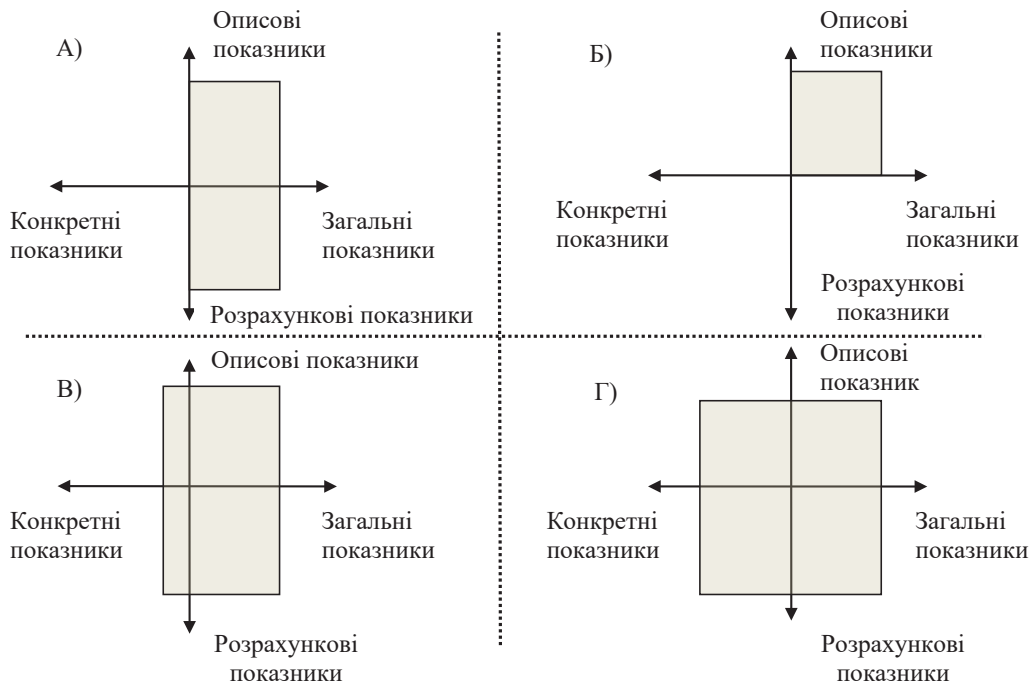 А)
Описові
показники
Конкретні
показники
Загальні
показники
Розрахункові показники
Б)
Описові
показники
Конкретні
показники
Загальні
показники
Розрахункові
показники
В)
Описові показники
Конкретні
показники
Загальні
показники
Розрахункові
показники
Г)
Описові
показник
Конкретні
показники
Загальні
показники
Розрахункові
показники